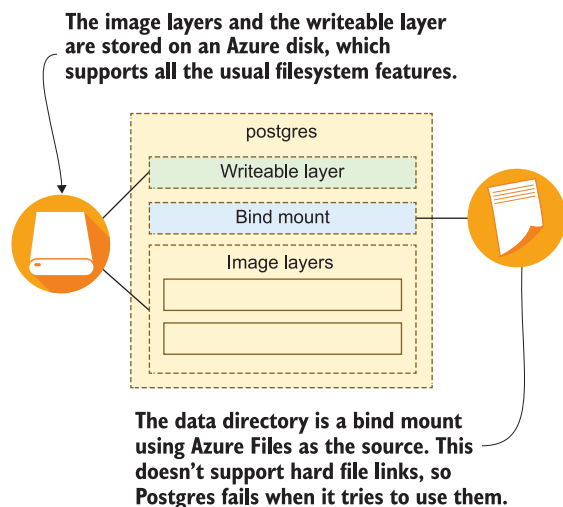 The image layers and the writeable layer
are stored on an Azure disk, which
supports all the usual filesystem features.
postgres
Writeable layer
Bind mount
Image layers
The data directory is a bind mount
using Azure Files as the source. This
doesn't support hard file links, so
Postgres fails when it tries to use them.